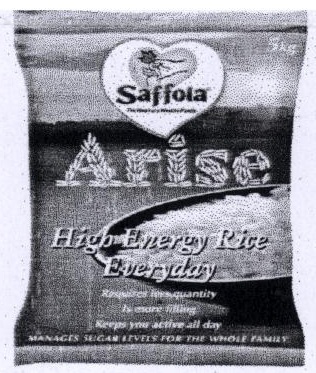 5kg
Saffola
Arise
High Energy Rice
Everyday
Requires less quantity
Is more filling
Keeps you active all day
MANAGES SUGAR LEVELS FOR THE WHOLE FAMILY